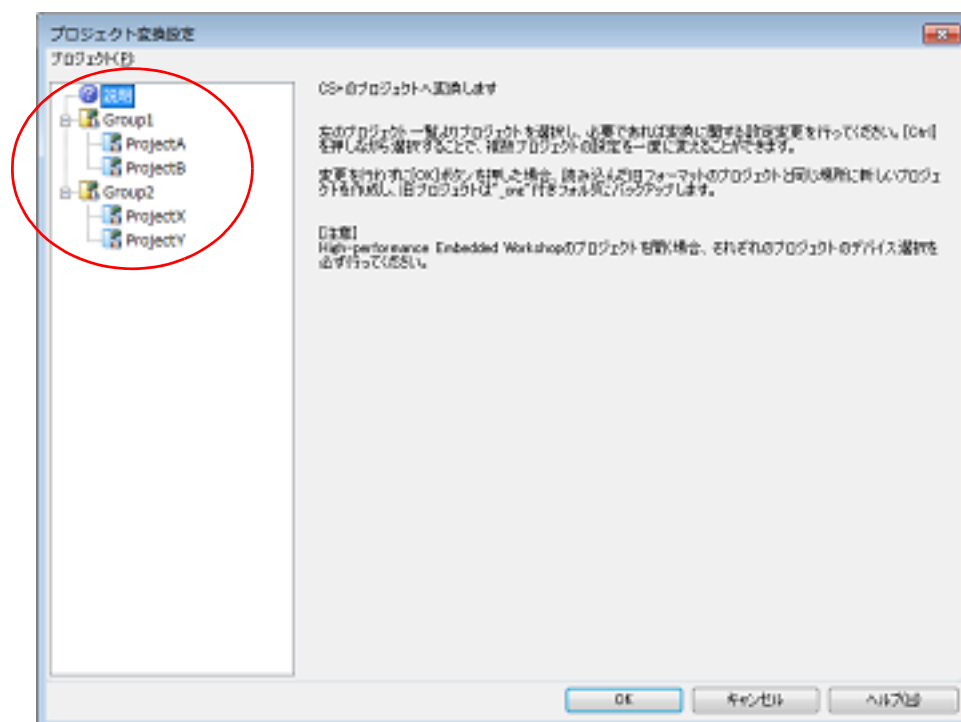 プロジェクト変換設定
プロジェクト(P)
説明
Group1
ProjectA
ProjectB
Group2
ProjectX
ProjectY
CS+のプロジェクトへ変換します
左のプロジェクト一覧よりプロジェクトを選択し、必要であれば変換に関する設定変更を行ってください。[Ctrl]
を押しながら選択することで、複数プロジェクトの設定を一度に変えることができます。
変更を行わずに[OK]ボタンを押した場合、読み込んだ旧フォーマットのプロジェクトと同じ場所に新しいプロジェ
クトを作成し、旧プロジェクトは"_org"付きフォルダにバックアップします。
[注意]
High-performance Embedded Workshopのプロジェクトを開く場合、それぞれのプロジェクトのデバイス選択を
必ず行ってください。
OK
キャンセル
ヘルプ(H)